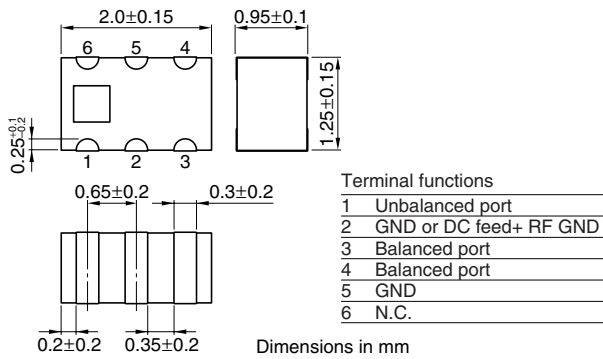 2.0±0.15
0.95±0.1
6 5 4
1.25±0.15
0.25+0.1-0.2
1 2 3
0.65±0.2
0.3±0.2
0.2±0.2
0.35±0.2
Terminal functions
1 Unbalanced port
2 GND or DC feed+ RF GND
3 Balanced port
4 Balanced port
5 GND
6 N.C.
Dimensions in mm